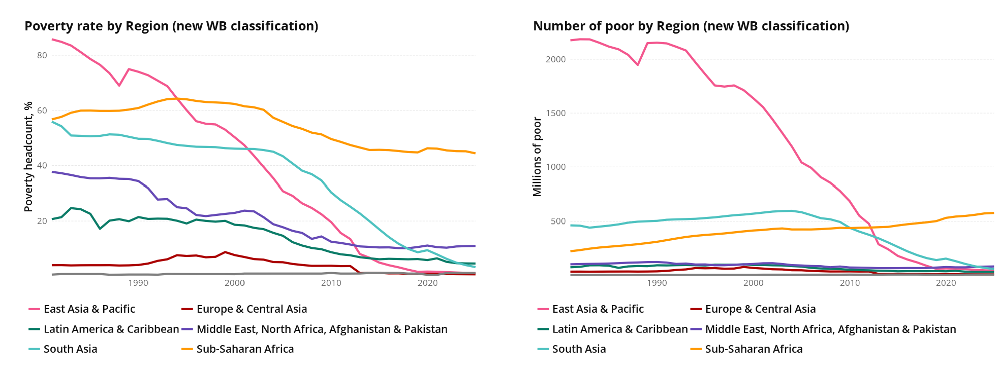 Poverty rate by Region (new WB classification)
Poverty headcount, %
80
60
40
20
1990
2000
2010
2020
East Asia & Pacific
Europe & Central Asia
Latin America & Caribbean
Middle East, North Africa, Afghanistan & Pakistan
South Asia
Sub-Saharan Africa
Number of poor by Region (new WB classification)
Millions of poor
2000
1500
1000
500
1990
2000
2010
2020
East Asia & Pacific
Europe & Central Asia
Latin America & Caribbean
Middle East, North Africa, Afghanistan & Pakistan
South Asia
Sub-Saharan Africa